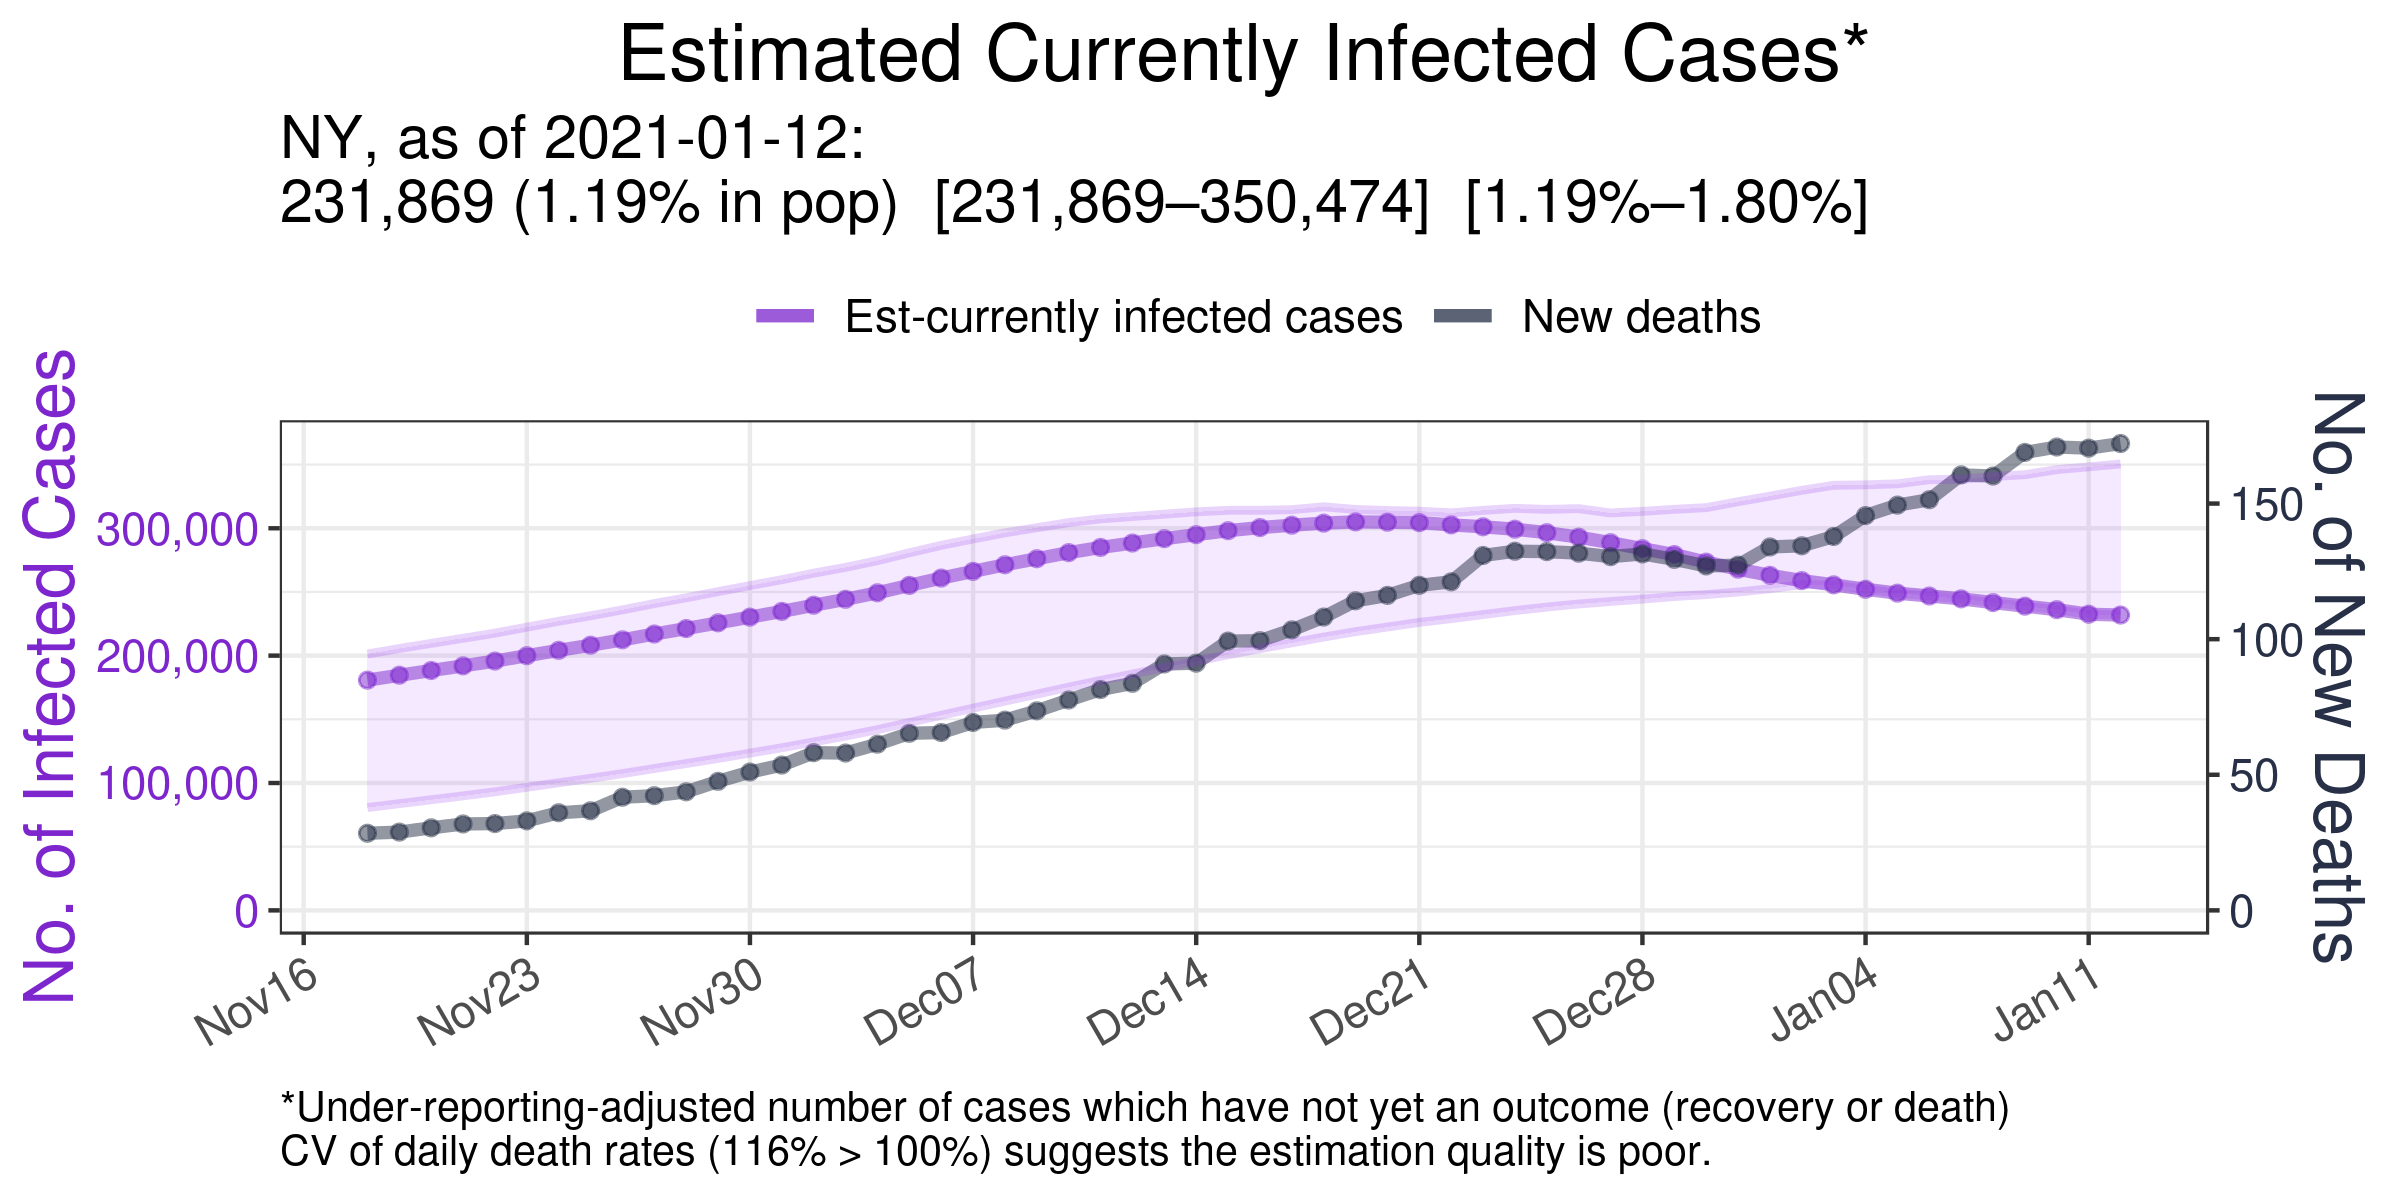 Estimated Currently Infected Cases*
NY, as of 2021-01-12:
231,869 (1.19% in pop)  [231,869–350,474]  [1.19%–1.80%]
Est-currently infected cases
New deaths
No. of Infected Cases
300,000
200,000
100,000
0
No. of New Deaths
150
100
50
0
Nov16
Nov23
Nov30
Dec07
Dec14
Dec21
Dec28
Jan04
Jan11
*Under-reporting-adjusted number of cases which have not yet an outcome (recovery or death)
CV of daily death rates (116% > 100%) suggests the estimation quality is poor.